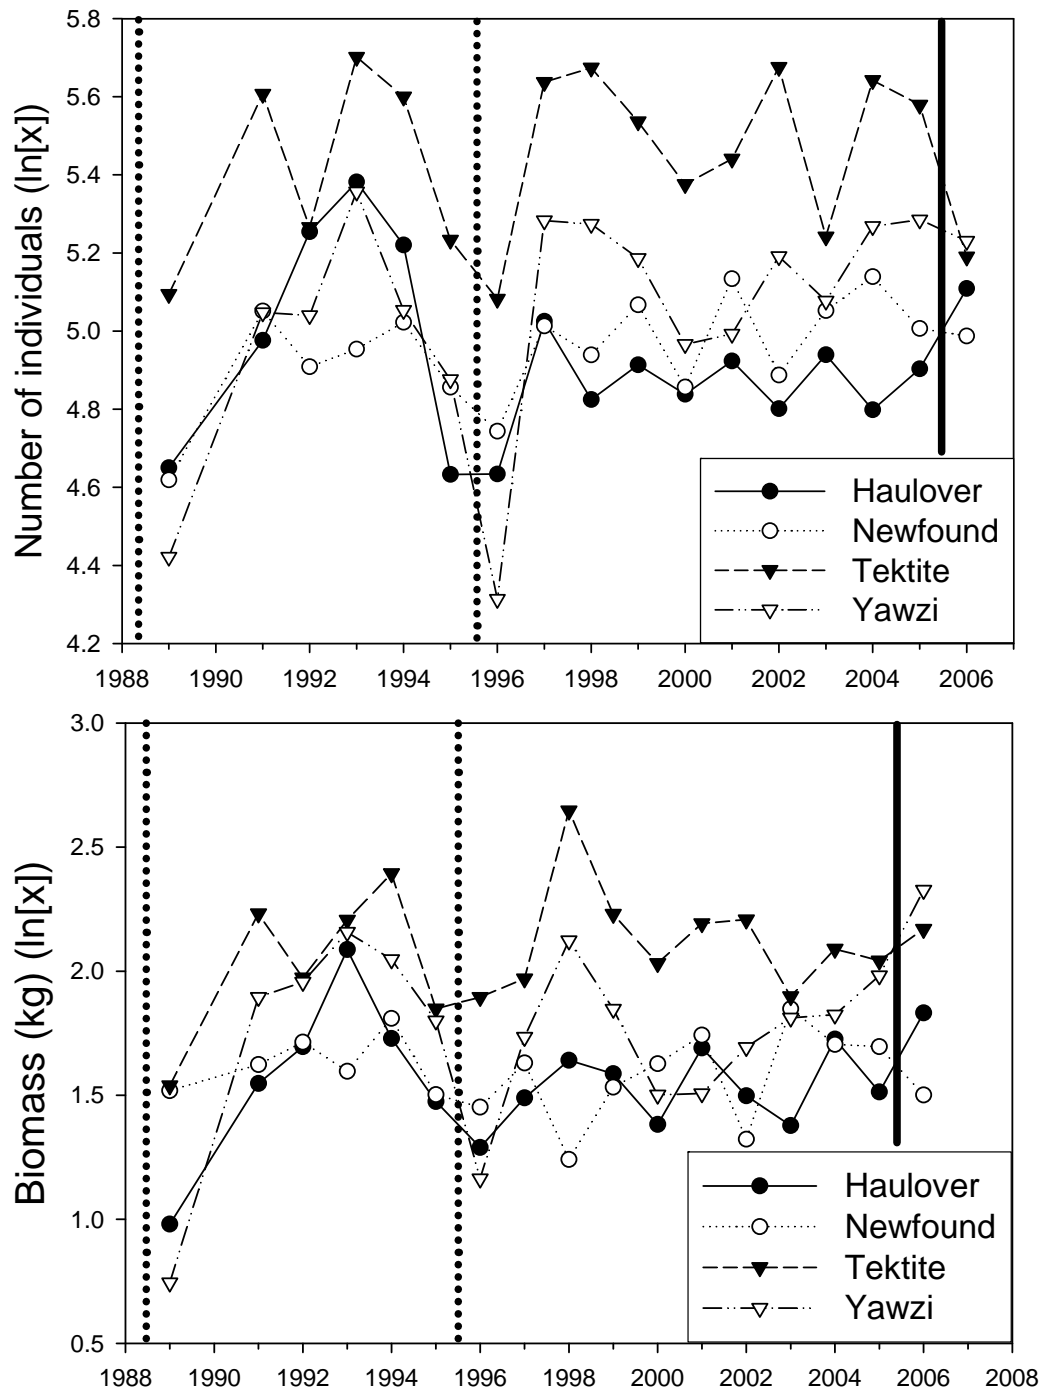 Number of individuals (ln[x])
5.8
5.6
5.4
5.2
5.0
4.8
4.6
4.4
4.2
Haulover
Newfound
Tektite
Yawzi
1988 1990 1992 1994 1996 1998 2000 2002 2004 2006
Biomass (kg) (ln[x])
3.0
2.5
2.0
1.5
1.0
0.5
Haulover
Newfound
Tektite
Yawzi
1988 1990 1992 1994 1996 1998 2000 2002 2004 2006 2008